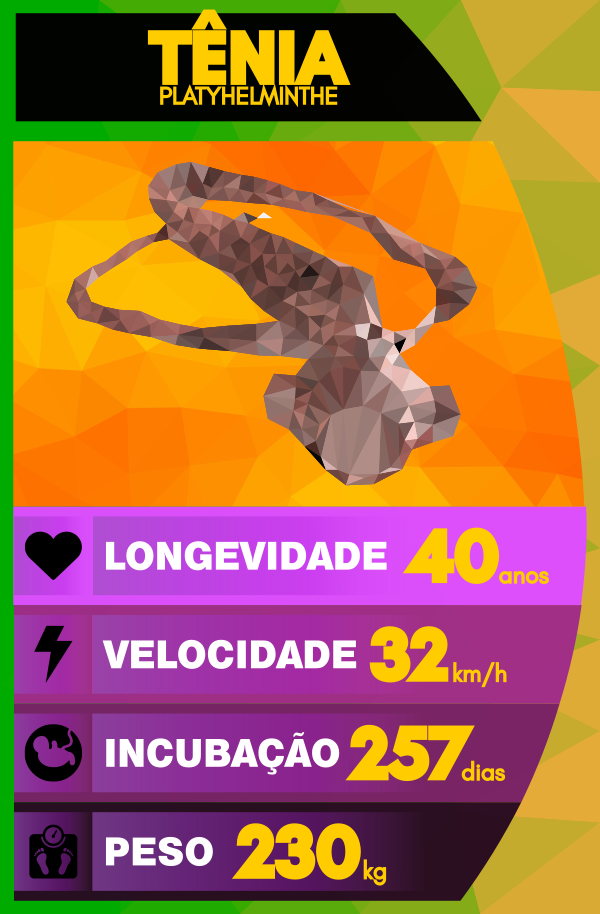 TÊNIA
PLATYHELMINTHE
LONGEVIDADE 40 anos
VELOCIDADE 32 km/h
INCUBAÇÃO 257 dias
PESO 230 kg